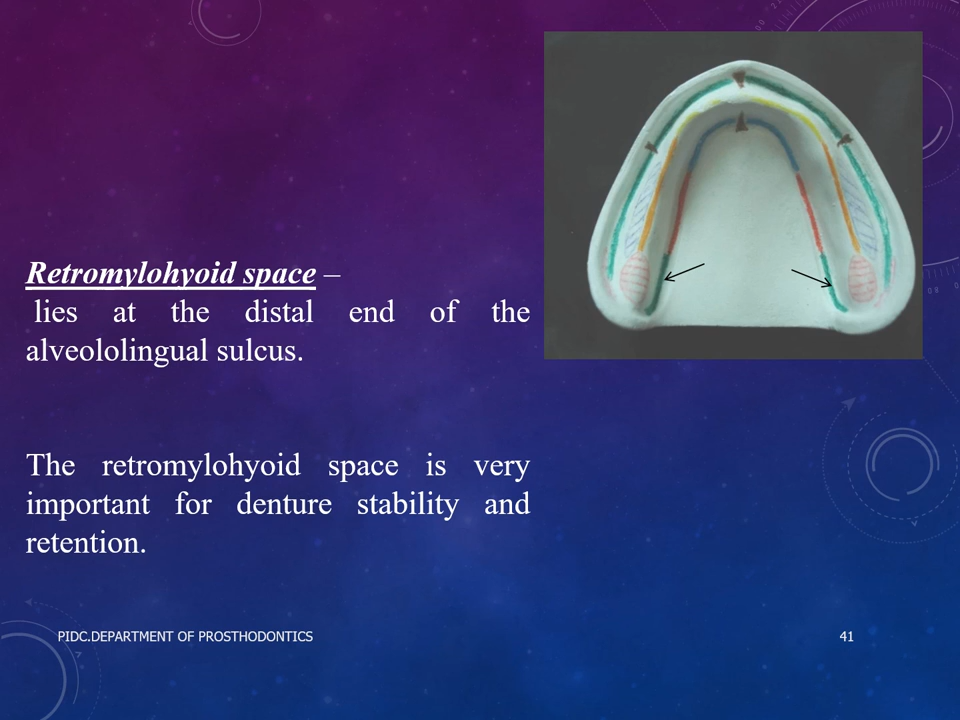 Retromylohyoid space –
lies at the distal end of the
alveololingual sulcus.
The retromylohyoid space is very
important for denture stability and
retention.
PIDC.DEPARTMENT OF PROSTHODONTICS
41